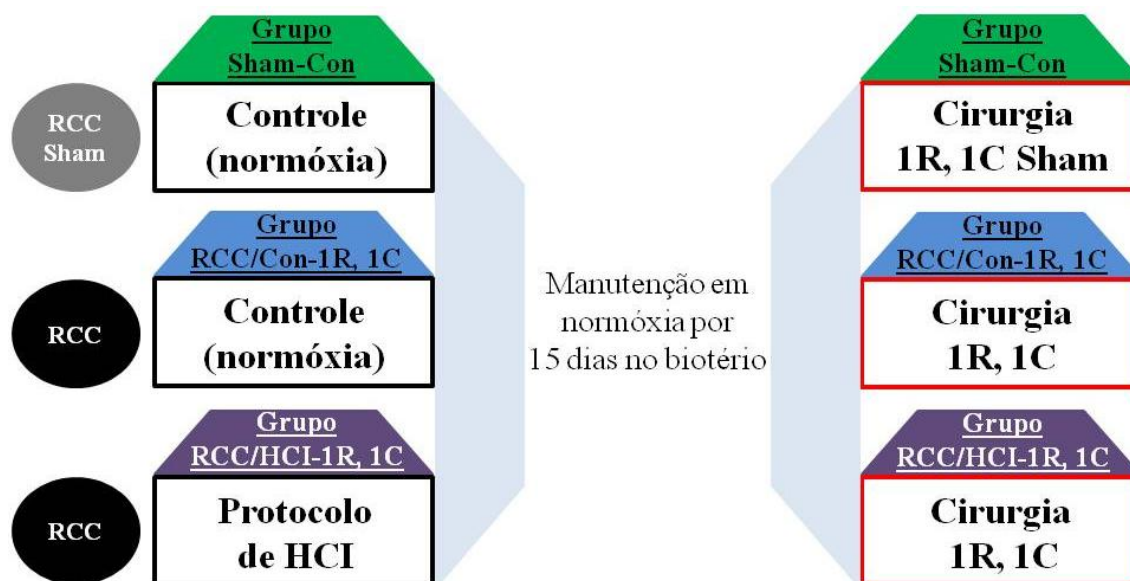 Grupo
Sham-Con
RCC
Sham
Controle
(normóxia)
Grupo
RCC/Con-1R, 1C
RCC
Controle
(normóxia)
Grupo
RCC/HCI-1R, 1C
RCC
Protocolo
de HCI
Manutenção em
normóxia por
15 dias no biotério
Grupo
Sham-Con
Cirurgia
1R, 1C Sham
Grupo
RCC/Con-1R, 1C
Cirurgia
1R, 1C
Grupo
RCC/HCI-1R, 1C
Cirurgia
1R, 1C